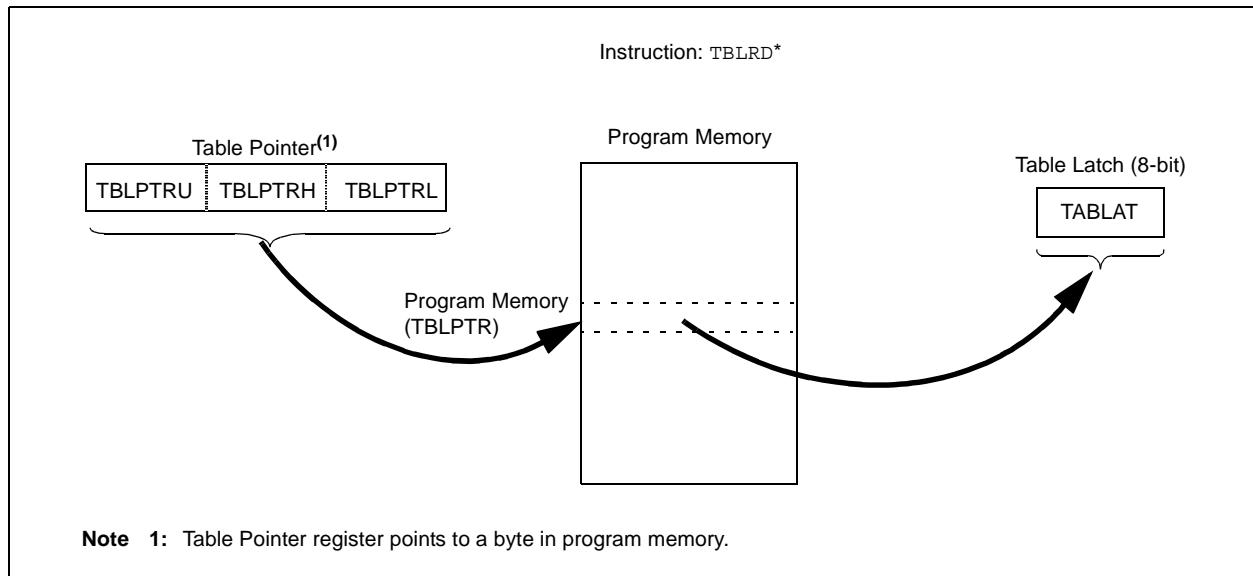 Instruction: TBLRD*
Table Pointer(1)
TBLPTRU TBLPTRH TBLPTRL
Program Memory
(TBLPTR)
Program Memory
Table Latch (8-bit)
TABLAT
Note 1: Table Pointer register points to a byte in program memory.